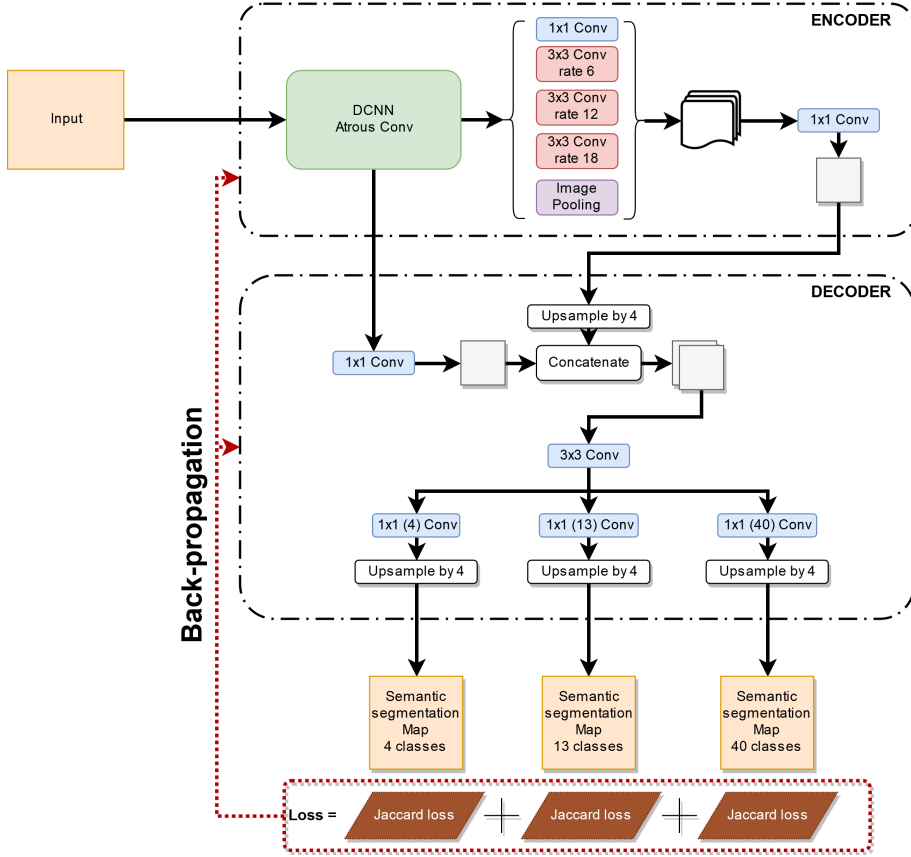 ENCODER
Input
DCNN
Atrous Conv
1x1 Conv
3x3 Conv
rate 6
3x3 Conv
rate 12
3x3 Conv
rate 18
Image
Pooling
1x1 Conv
DECODER
Upsample by 4
1x1 Conv
Concatenate
Back-propagation
3x3 Conv
1x1 (4) Conv
1x1 (13) Conv
1x1 (40) Conv
Upsample by 4
Upsample by 4
Upsample by 4
Semantic
segmentation
Map
4 classes
Semantic
segmentation
Map
13 classes
Semantic
segmentation
Map
40 classes
Loss = Jaccard loss + Jaccard loss + Jaccard loss